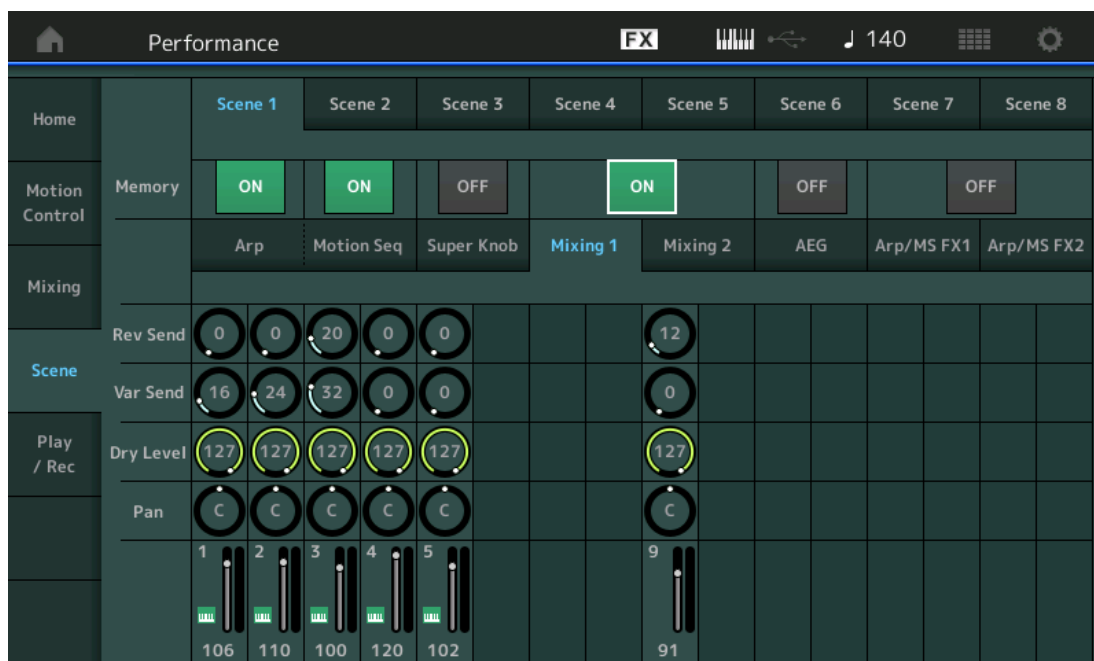 Performance FX 140
Scene 1 Scene 2 Scene 3 Scene 4 Scene 5 Scene 6 Scene 7 Scene 8
Home
Memory ON ON OFF ON OFF OFF
Motion
Control
Arp Motion Seq Super Knob Mixing 1 Mixing 2 AEG Arp/MS FX1 Arp/MS FX2
Mixing
Rev Send 0 0 20 0 0 12
Scene
Var Send 16 24 32 0 0 0
Play
/ Rec
Dry Level 127 127 127 127 127 127
Pan C C C C C C
1 2 3 4 5 9
106 110 100 120 102 91